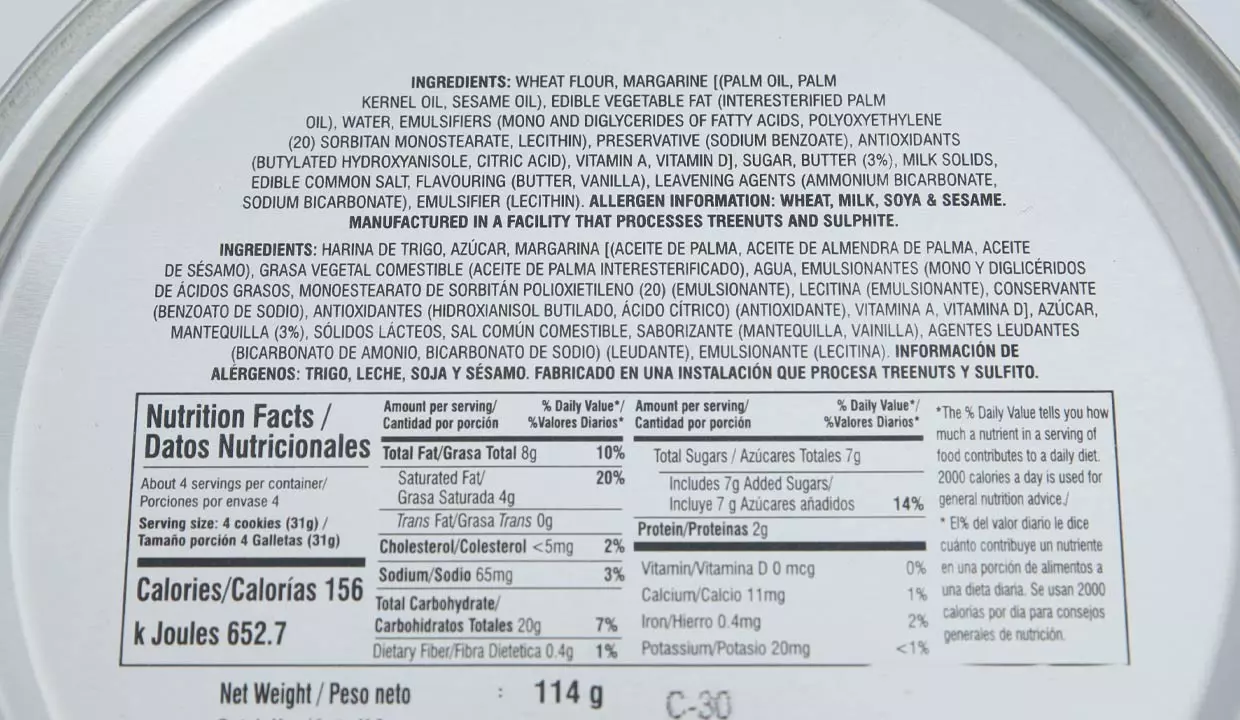 INGREDIENTS: WHEAT FLOUR, MARGARINE [(PALM OIL, PALM
KERNEL OIL, SESAME OIL), EDIBLE VEGETABLE FAT (INTERESTERIFIED PALM
OIL), WATER, EMULSIFIERS (MONO AND DIGLYCERIDES OF FATTY ACIDS, POLYOXYETHYLENE
(20) SORBITAN MONOSTEARATE, LECITHIN), PRESERVATIVE (SODIUM BENZOATE), ANTIOXIDANTS
(BUTYLATED HYDROXYANISOLE, CITRIC ACID), VITAMIN A, VITAMIN D], SUGAR, BUTTER (3%), MILK SOLIDS,
EDIBLE COMMON SALT, FLAVOURING (BUTTER, VANILLA), LEAVENING AGENTS (AMMONIUM BICARBONATE,
SODIUM BICARBONATE), EMULSIFIER (LECITHIN). ALLERGEN INFORMATION: WHEAT, MILK, SOYA & SESAME.
MANUFACTURED IN A FACILITY THAT PROCESSES TREENUTS AND SULPHITE.
INGREDIENTS: HARINA DE TRIGO, AZÚCAR, MARGARINA [(ACEITE DE PALMA, ACEITE DE ALMENDRA DE PALMA, ACEITE
DE SÉSAMO), GRASA VEGETAL COMESTIBLE (ACEITE DE PALMA INTERESTERIFICADO), AGUA, EMULSIONANTES (MONO Y DIGLICÉRIDOS
DE ÁCIDOS GRASOS, MONOESTEARATO DE SORBITÁN POLIOXIETILENO (20) (EMULSIONANTE), LECITINA (EMULSIONANTE), CONSERVANTE
(BENZOATO DE SODIO), ANTIOXIDANTES (HIDROXIANISOL BUTILADO, ÁCIDO CÍTRICO) (ANTIOXIDANTE), VITAMINA A, VITAMINA D], AZÚCAR,
MANTEQUILLA (3%), SÓLIDOS LÁCTEOS, SAL COMÚN COMESTIBLE, SABORIZANTE (MANTEQUILLA, VAINILLA), AGENTES LEUDANTES
(BICARBONATO DE AMONIO, BICARBONATO DE SODIO) (LEUDANTE), EMULSIONANTE (LECITINA). INFORMACIÓN DE
ALÉRGENOS: TRIGO, LECHE, SOJA Y SÉSAMO. FABRICADO EN UNA INSTALACIÓN QUE PROCESA TREENUTS Y SULFITO.
Nutrition Facts /
Datos Nutricionales
About 4 servings per container/
Porciones por envase 4
Serving size: 4 cookies (31g) /
Tamaño porción 4 Galletas (31g)
Calories/Calorías 156
k Joules 652.7
Amount per serving/ % Daily Value*/
Cantidad por porción %Valores Diarios*
Total Fat/Grasa Total 8g 10%
Saturated Fat/ 20%
Grasa Saturada 4g
Trans Fat/Grasa Trans 0g
Cholesterol/Colesterol <5mg 2%
Sodium/Sodio 65mg 3%
Total Carbohydrate/
Carbohidratos Totales 20g 7%
Dietary Fiber/Fibra Dietetica 0.4g 1%
Amount per serving/ % Daily Value*/
Cantidad por porción %Valores Diarios*
Total Sugars / Azúcares Totales 7g
Includes 7g Added Sugars/
Incluye 7 g Azúcares añadidos 14%
Protein/Proteinas 2g
Vitamin/Vitamina D 0 mcg 0%
Calcium/Calcio 11mg 1%
Iron/Hierro 0.4mg 2%
Potassium/Potasio 20mg <1%
*The % Daily Value tells you how
much a nutrient in a serving of
food contributes to a daily diet.
2000 calories a day is used for
general nutrition advice./
* El% del valor diario le dice
cuánto contribuye un nutriente
en una porción de alimentos a
una dieta diaria. Se usan 2000
calorias por dia para consejos
generales de nutrición.
Net Weight / Peso neto : 114 g
C-30